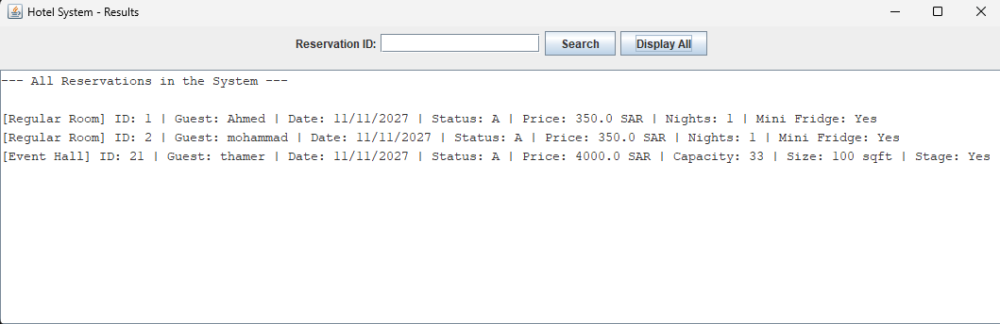 Hotel System - Results
Reservation ID: Search Display All
--- All Reservations in the System ---
[Regular Room] ID: 1 | Guest: Ahmed | Date: 11/11/2027 | Status: A | Price: 350.0 SAR | Nights: 1 | Mini Fridge: Yes
[Regular Room] ID: 2 | Guest: mohammad | Date: 11/11/2027 | Status: A | Price: 350.0 SAR | Nights: 1 | Mini Fridge: Yes
[Event Hall] ID: 21 | Guest: thamer | Date: 11/11/2027 | Status: A | Price: 4000.0 SAR | Capacity: 33 | Size: 100 sqft | Stage: Yes